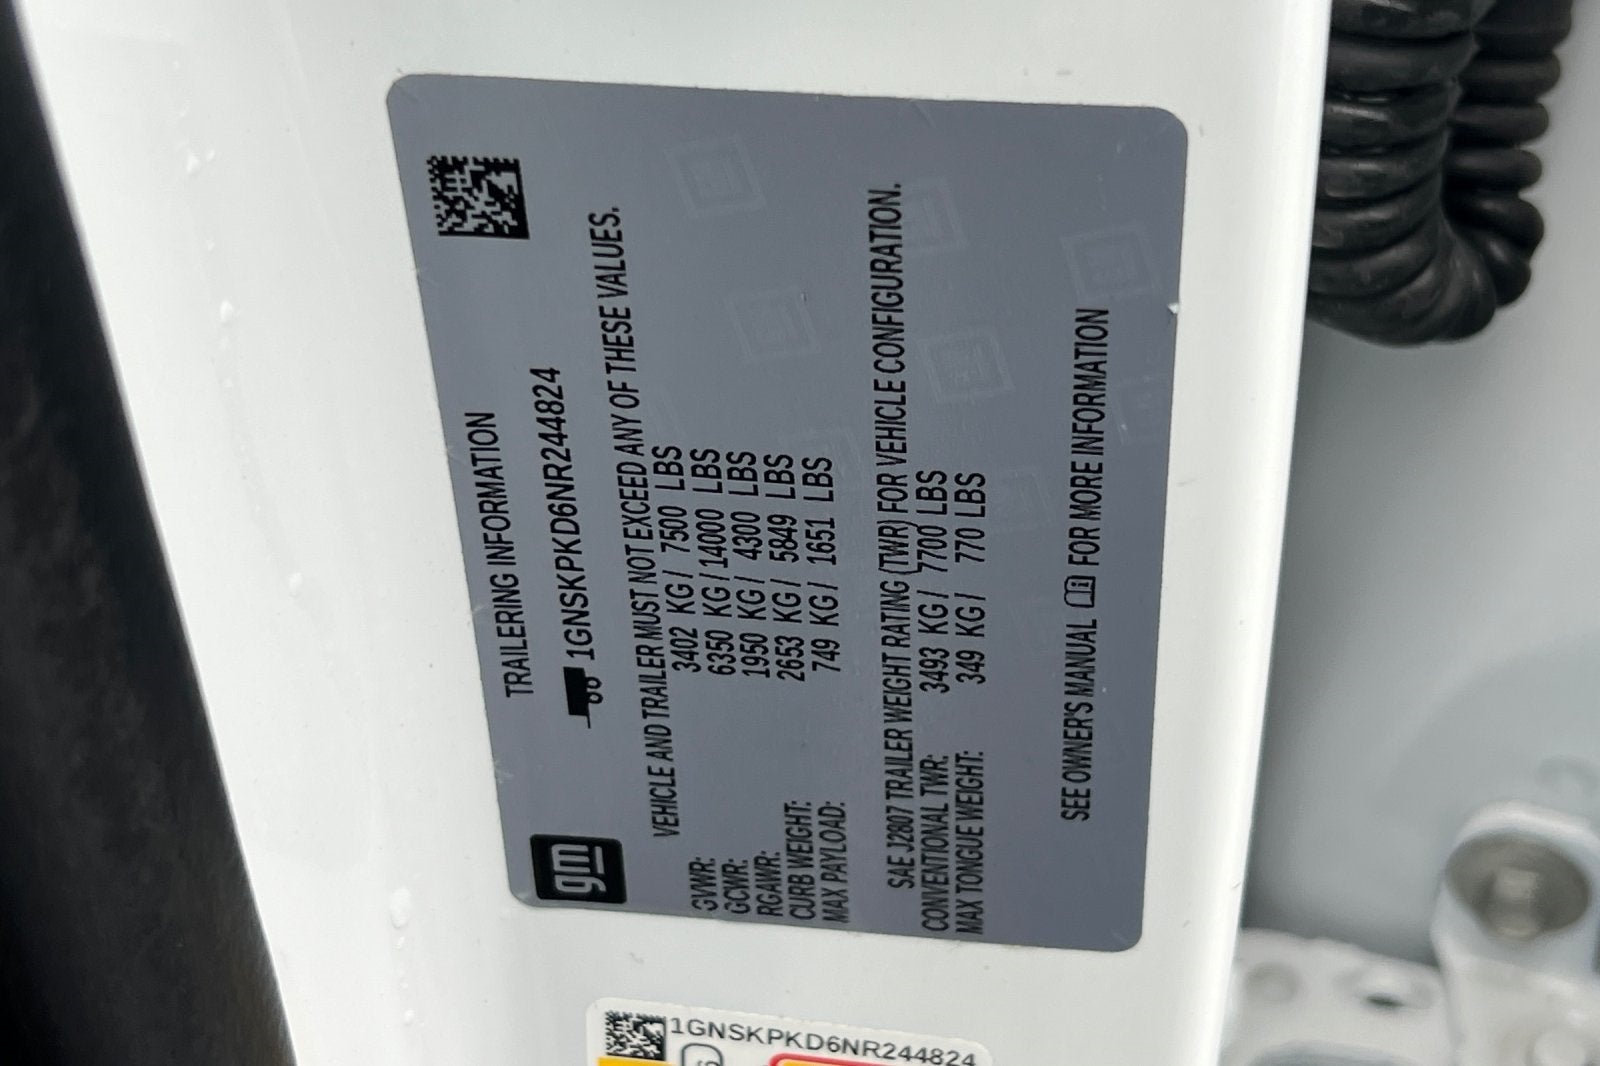 TRAILERING INFORMATION
1GNSKPKD6NR244824
gm
VEHICLE AND TRAILER MUST NOT EXCEED ANY OF THESE VALUES.
GVWR: 3402 KG / 7500 LBS
GCWR: 6350 KG / 14000 LBS
RGAWR: 1950 KG / 4300 LBS
CURB WEIGHT: 2653 KG / 5849 LBS
MAX PAYLOAD: 749 KG / 1651 LBS
SAE J2807 TRAILER WEIGHT RATING (TWR) FOR VEHICLE CONFIGURATION.
CONVENTIONAL TWR: 3493 KG / 7700 LBS
MAX TONGUE WEIGHT: 349 KG / 770 LBS
SEE OWNER'S MANUAL FOR MORE INFORMATION
1GNSKPKD6NR244824